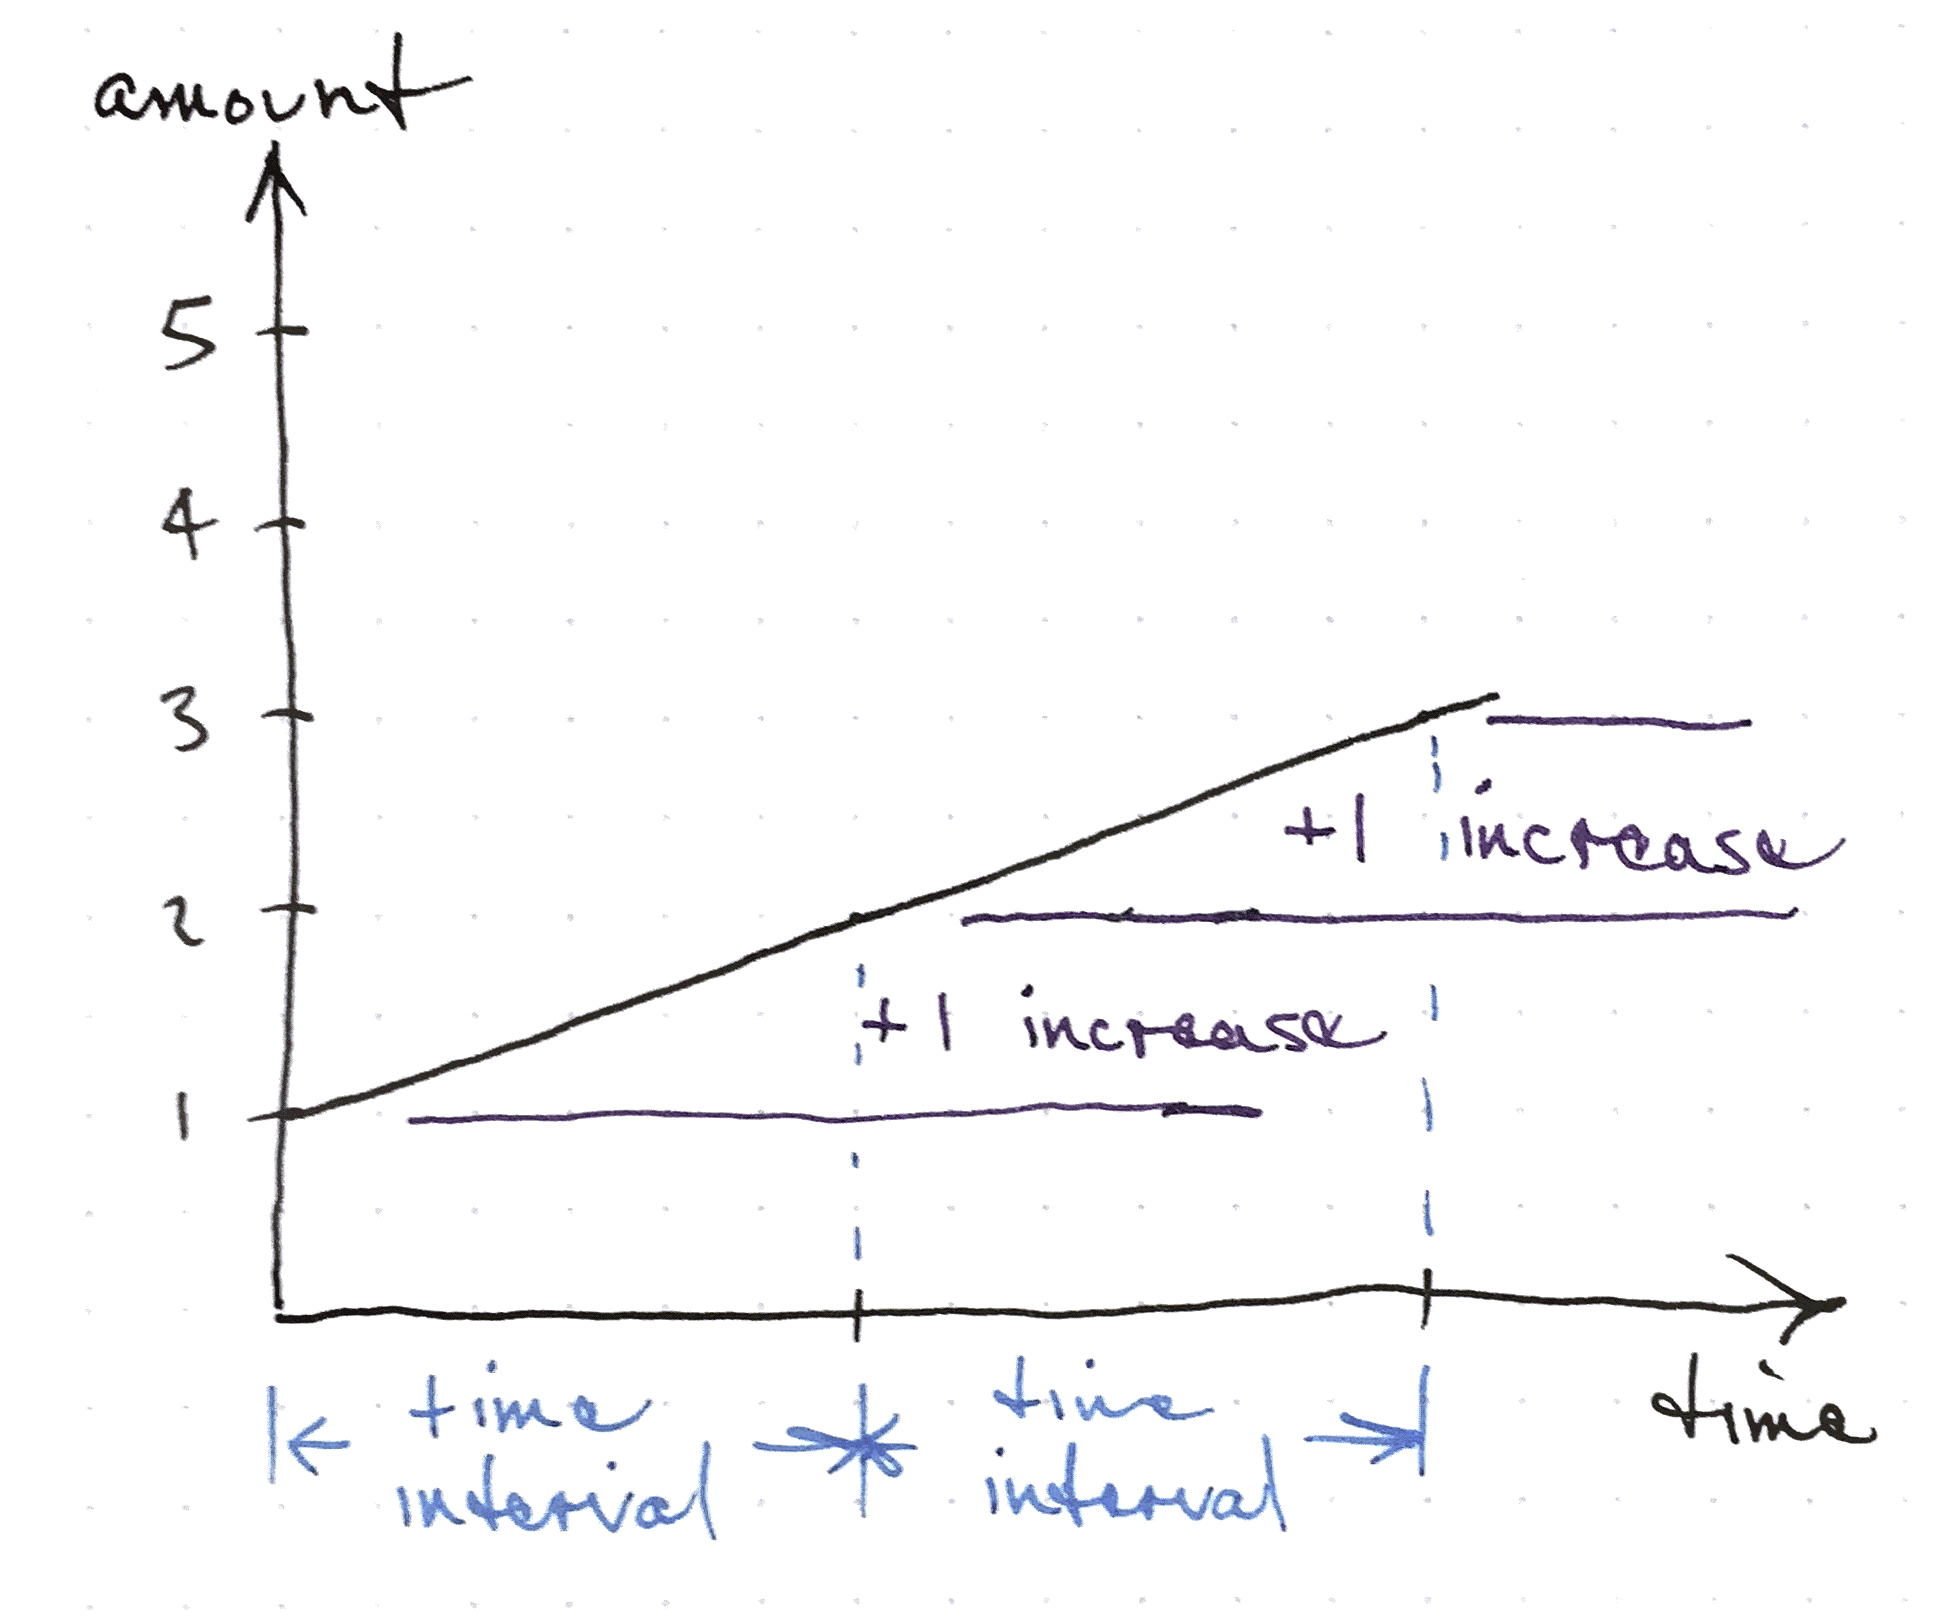 amount
5
4
3
+1 increase
2
+1 increase
1
time
interval
time
interval
time